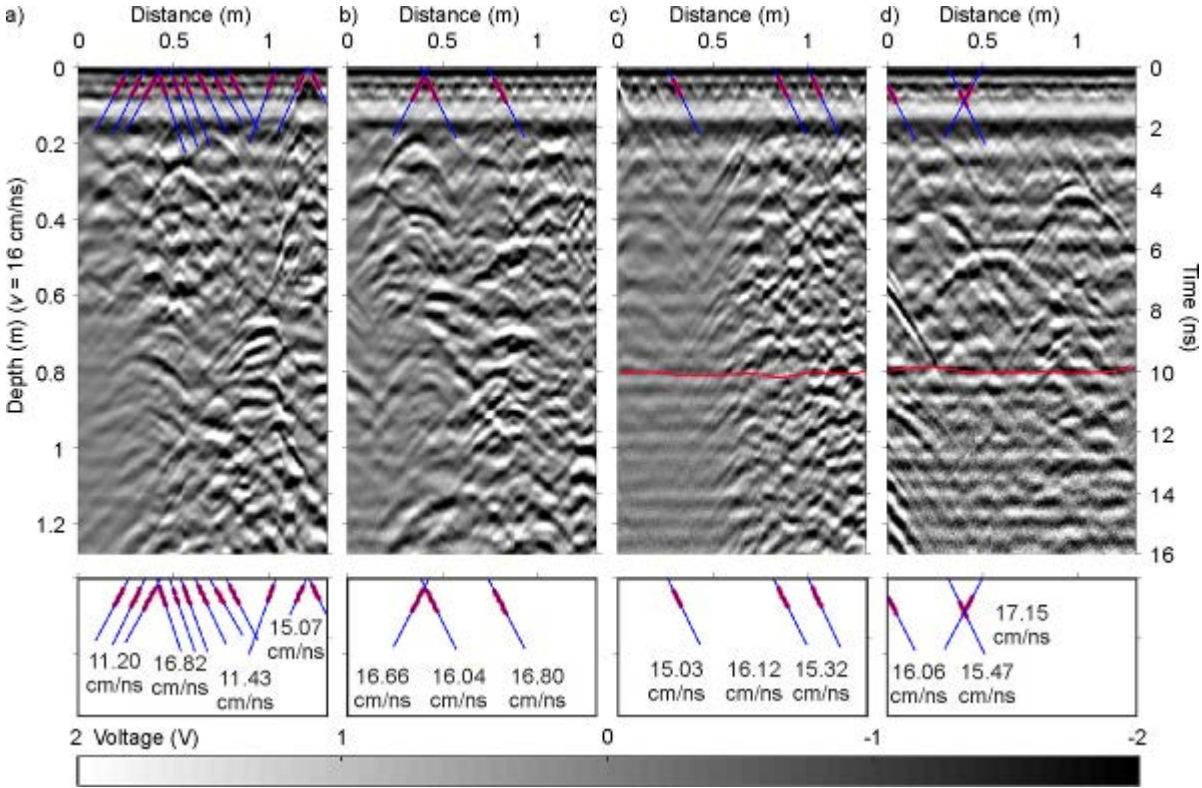 a) Distance (m) b) Distance (m) c) Distance (m) d) Distance (m)
0 0.5 1 0 0.5 1 0 0.5 1 0 1
0 0
0.2 2
0.4 4
0.6 6
0.8 8
1 10
1.2 12
14
16
Depth (m) (v = 16 cm/ns)
Time (ns)
11.20
cm/ns
16.82
cm/ns
11.43
cm/ns
15.07
cm/ns
16.66
cm/ns
16.04
cm/ns
16.80
cm/ns
15.03
cm/ns
16.12
cm/ns
15.32
cm/ns
16.06
cm/ns
15.47
cm/ns
17.15
cm/ns
2 Voltage (V) 1 0 -1 -2